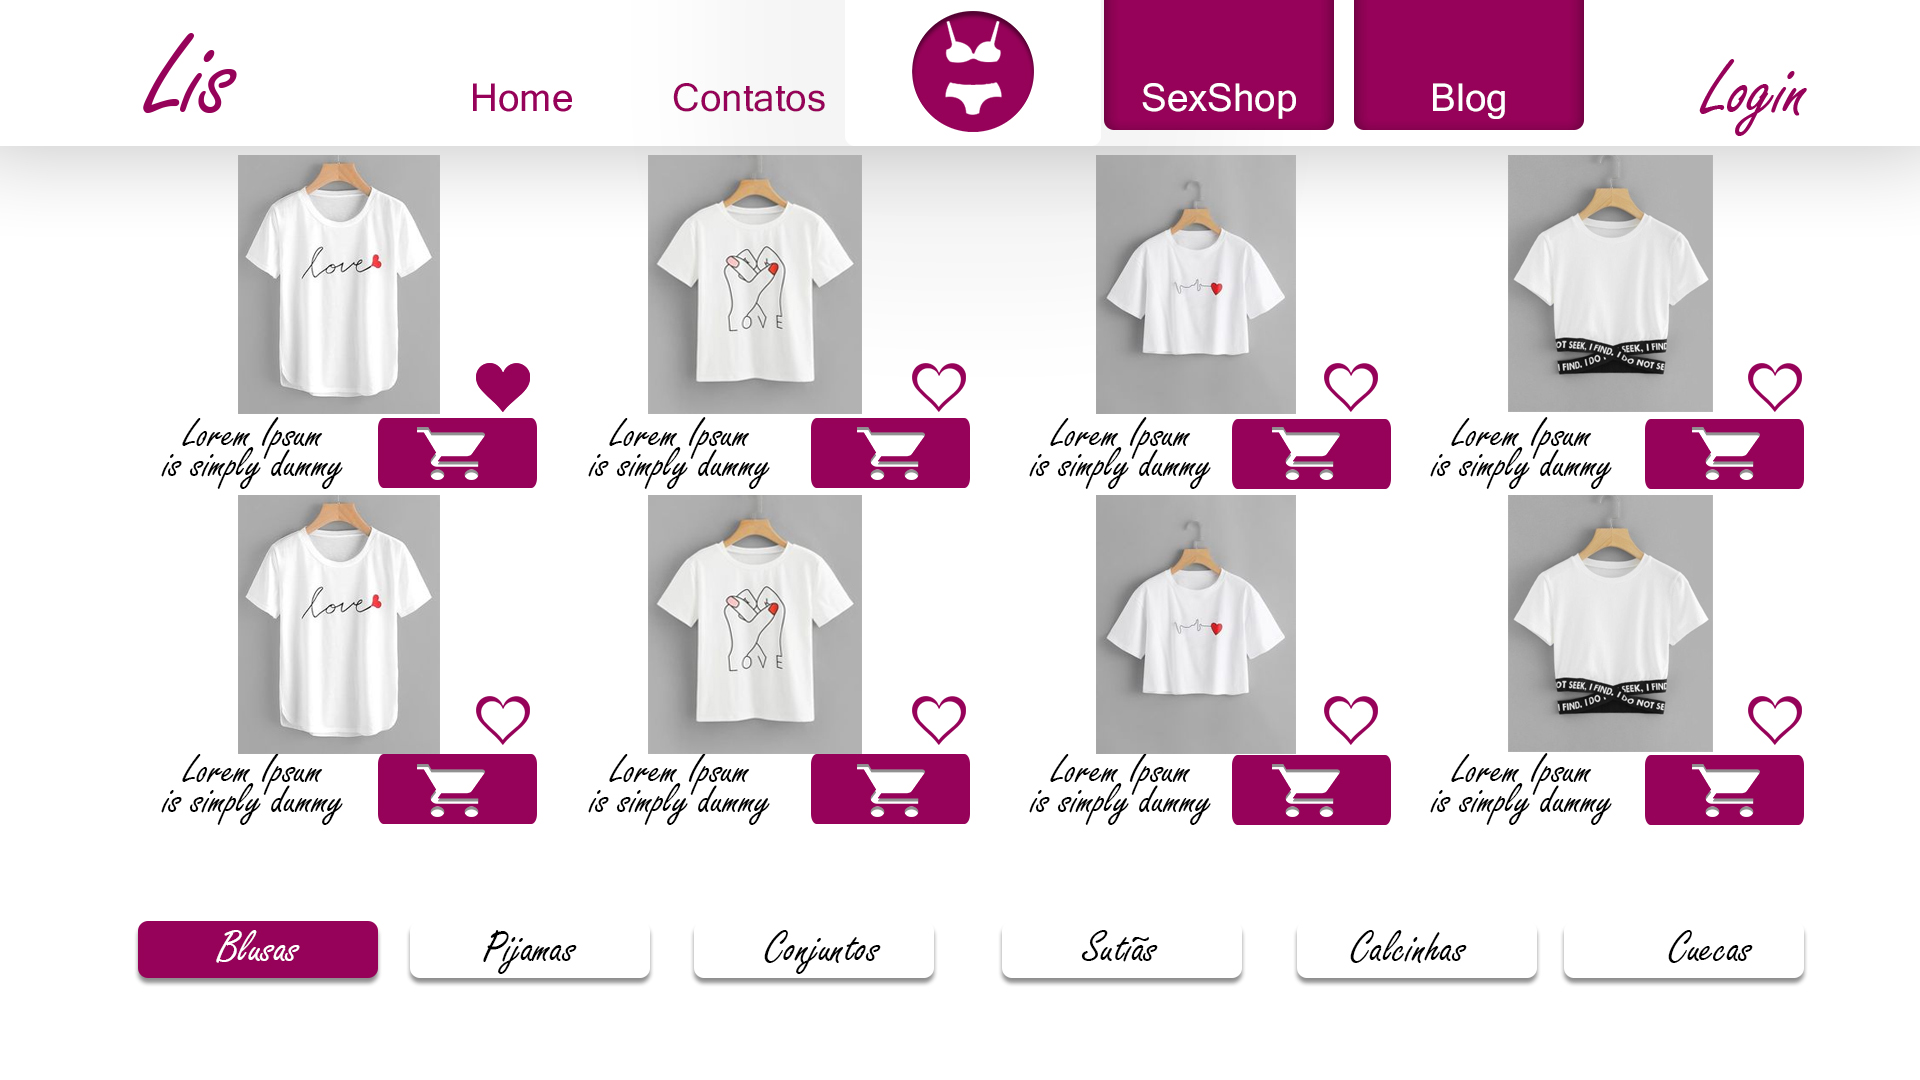 Lis
Home
Contatos
SexShop
Blog
Login
love
LOVE
OT SEEK, I FIND. SEEK, I FIND
I FIND. I DO I DO NOT SE
Lorem Ipsum
is simply dummy
Lorem Ipsum
is simply dummy
Lorem Ipsum
is simply dummy
Lorem Ipsum
is simply dummy
love
LOVE
OT SEEK, I FIND. SEEK, I FIND
I FIND. I DO I DO NOT SE
Lorem Ipsum
is simply dummy
Lorem Ipsum
is simply dummy
Lorem Ipsum
is simply dummy
Lorem Ipsum
is simply dummy
Blusas
Pijamas
Conjuntos
Sutiãs
Calcinhas
Cuecas